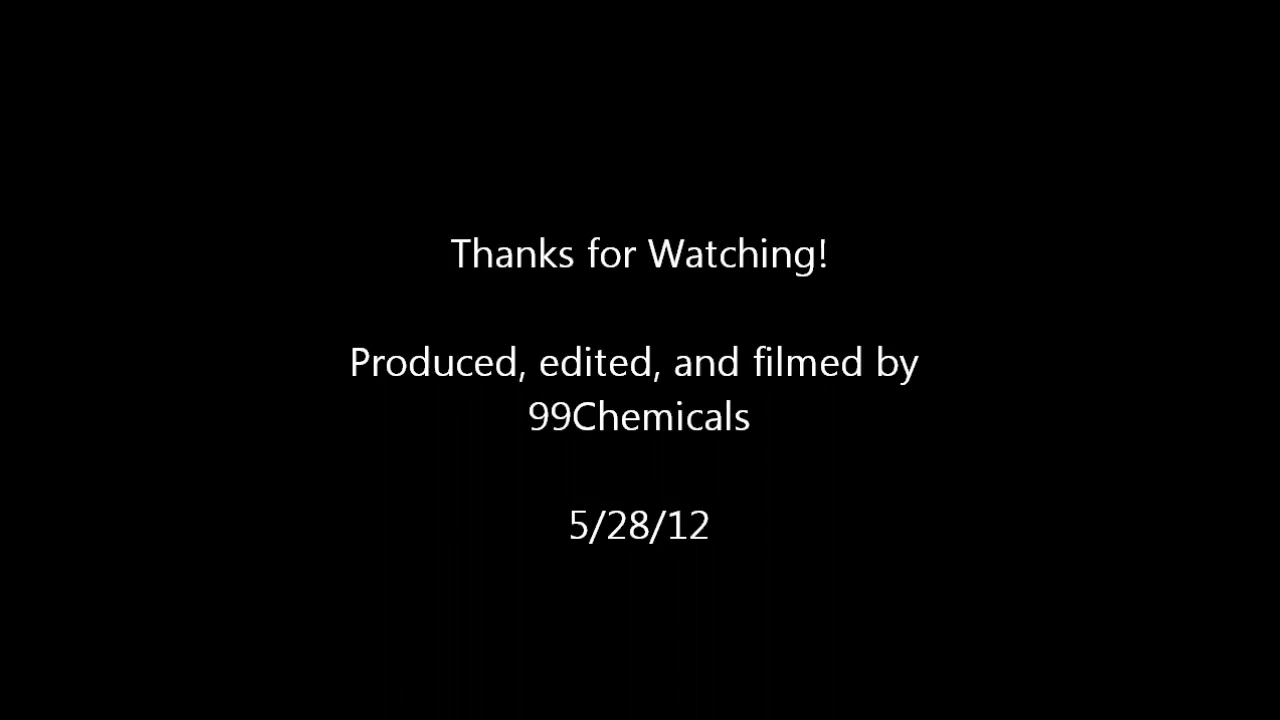 Thanks for Watching!
Produced, edited, and filmed by
99Chemicals
5/28/12